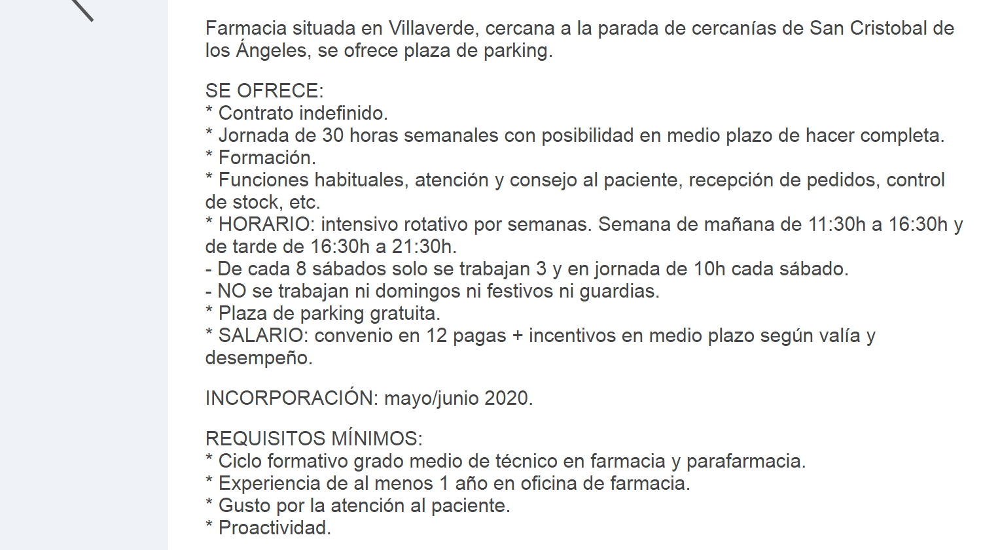 Farmacia situada en Villaverde, cercana a la parada de cercanías de San Cristobal de
los Ángeles, se ofrece plaza de parking.
SE OFRECE:
* Contrato indefinido.
* Jornada de 30 horas semanales con posibilidad en medio plazo de hacer completa.
* Formación.
* Funciones habituales, atención y consejo al paciente, recepción de pedidos, control
de stock, etc.
* HORARIO: intensivo rotativo por semanas. Semana de mañana de 11:30h a 16:30h y
de tarde de 16:30h a 21:30h.
- De cada 8 sábados solo se trabajan 3 y en jornada de 10h cada sábado.
- NO se trabajan ni domingos ni festivos ni guardias.
* Plaza de parking gratuita.
* SALARIO: convenio en 12 pagas + incentivos en medio plazo según valía y
desempeño.
INCORPORACIÓN: mayo/junio 2020.
REQUISITOS MÍNIMOS:
* Ciclo formativo grado medio de técnico en farmacia y parafarmacia.
* Experiencia de al menos 1 año en oficina de farmacia.
* Gusto por la atención al paciente.
* Proactividad.